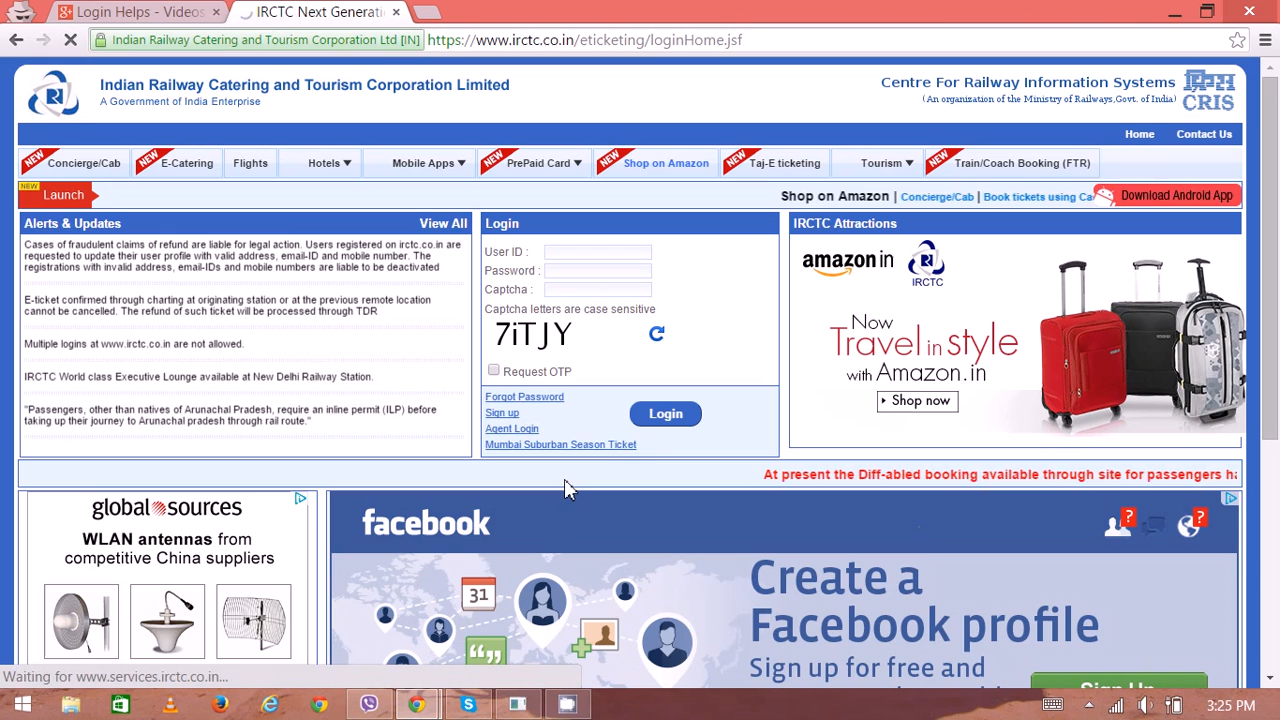 Login Helps - Videos
IRCTC Next Generati
Indian Railway Catering and Tourism Corporation Ltd [IN]
https://www.irctc.co.in/eticketing/loginHome.jsf
Indian Railway Catering and Tourism Corporation Limited
A Government of India Enterprise
Centre For Railway Information Systems
(An organization of the Ministry of Railways,Govt. of India)
CRIS
Home
Contact Us
NEW Concierge/Cab
NEW E-Catering
Flights
Hotels
Mobile Apps
NEW PrePaid Card
NEW Shop on Amazon
NEW Taj-E ticketing
Tourism
NEW Train/Coach Booking (FTR)
NEW
Launch
Shop on Amazon | Concierge/Cab | Book tickets using Ca
Download Android App
Alerts & Updates
View All
Cases of fraudulent claims of refund are liable for legal action. Users registered on irctc.co.in are
requested to update their user profile with valid address, email-ID and mobile number. The
registrations with invalid address, email-IDs and mobile numbers are liable to be deactivated
E-ticket confirmed through charting at originating station or at the previous remote location
cannot be cancelled. The refund of such ticket will be processed through TDR
Multiple logins at www.irctc.co.in are not allowed.
IRCTC World class Executive Lounge available at New Delhi Railway Station.
"Passengers, other than natives of Arunachal Pradesh, require an inline permit (ILP) before
taking up their journey to Arunachal pradesh through rail route."
Login
User ID :
Password :
Captcha :
Captcha letters are case sensitive
7iTJY
Request OTP
Forgot Password
Sign up
Agent Login
Mumbai Suburban Season Ticket
Login
IRCTC Attractions
amazon.in
IRCTC
Now
Travel in style
with Amazon.in
Shop now
At present the Diff-abled booking available through site for passengers ha
global sources
WLAN antennas from
competitive China suppliers
facebook
?
?
31
Create a
Facebook profile
Sign up for free and
Sign Up
Waiting for www.services.irctc.co.in...
3:25 PM